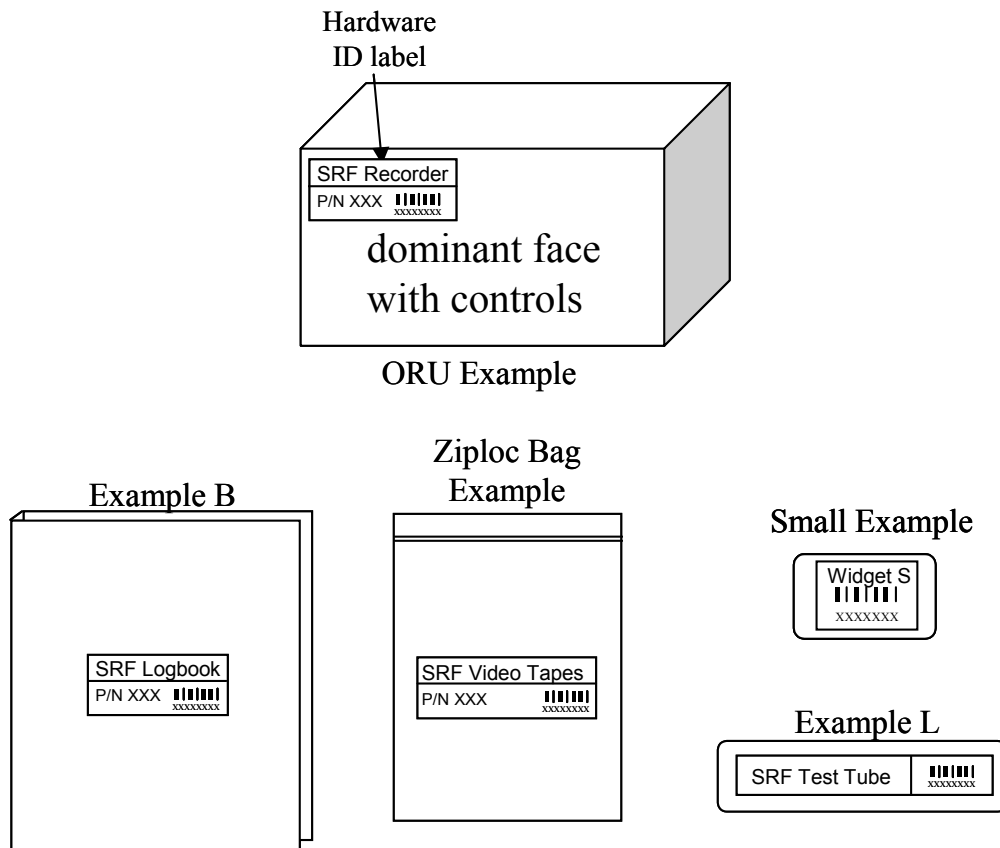 Hardware
ID label
SRF Recorder
P/N XXX
xxxxxxxx
dominant face
with controls
ORU Example
Example B
SRF Logbook
P/N XXX
xxxxxxxx
Ziploc Bag
Example
SRF Video Tapes
P/N XXX
xxxxxxxx
Small Example
Widget S
XXXXXXX
Example L
SRF Test Tube
xxxxxxxx